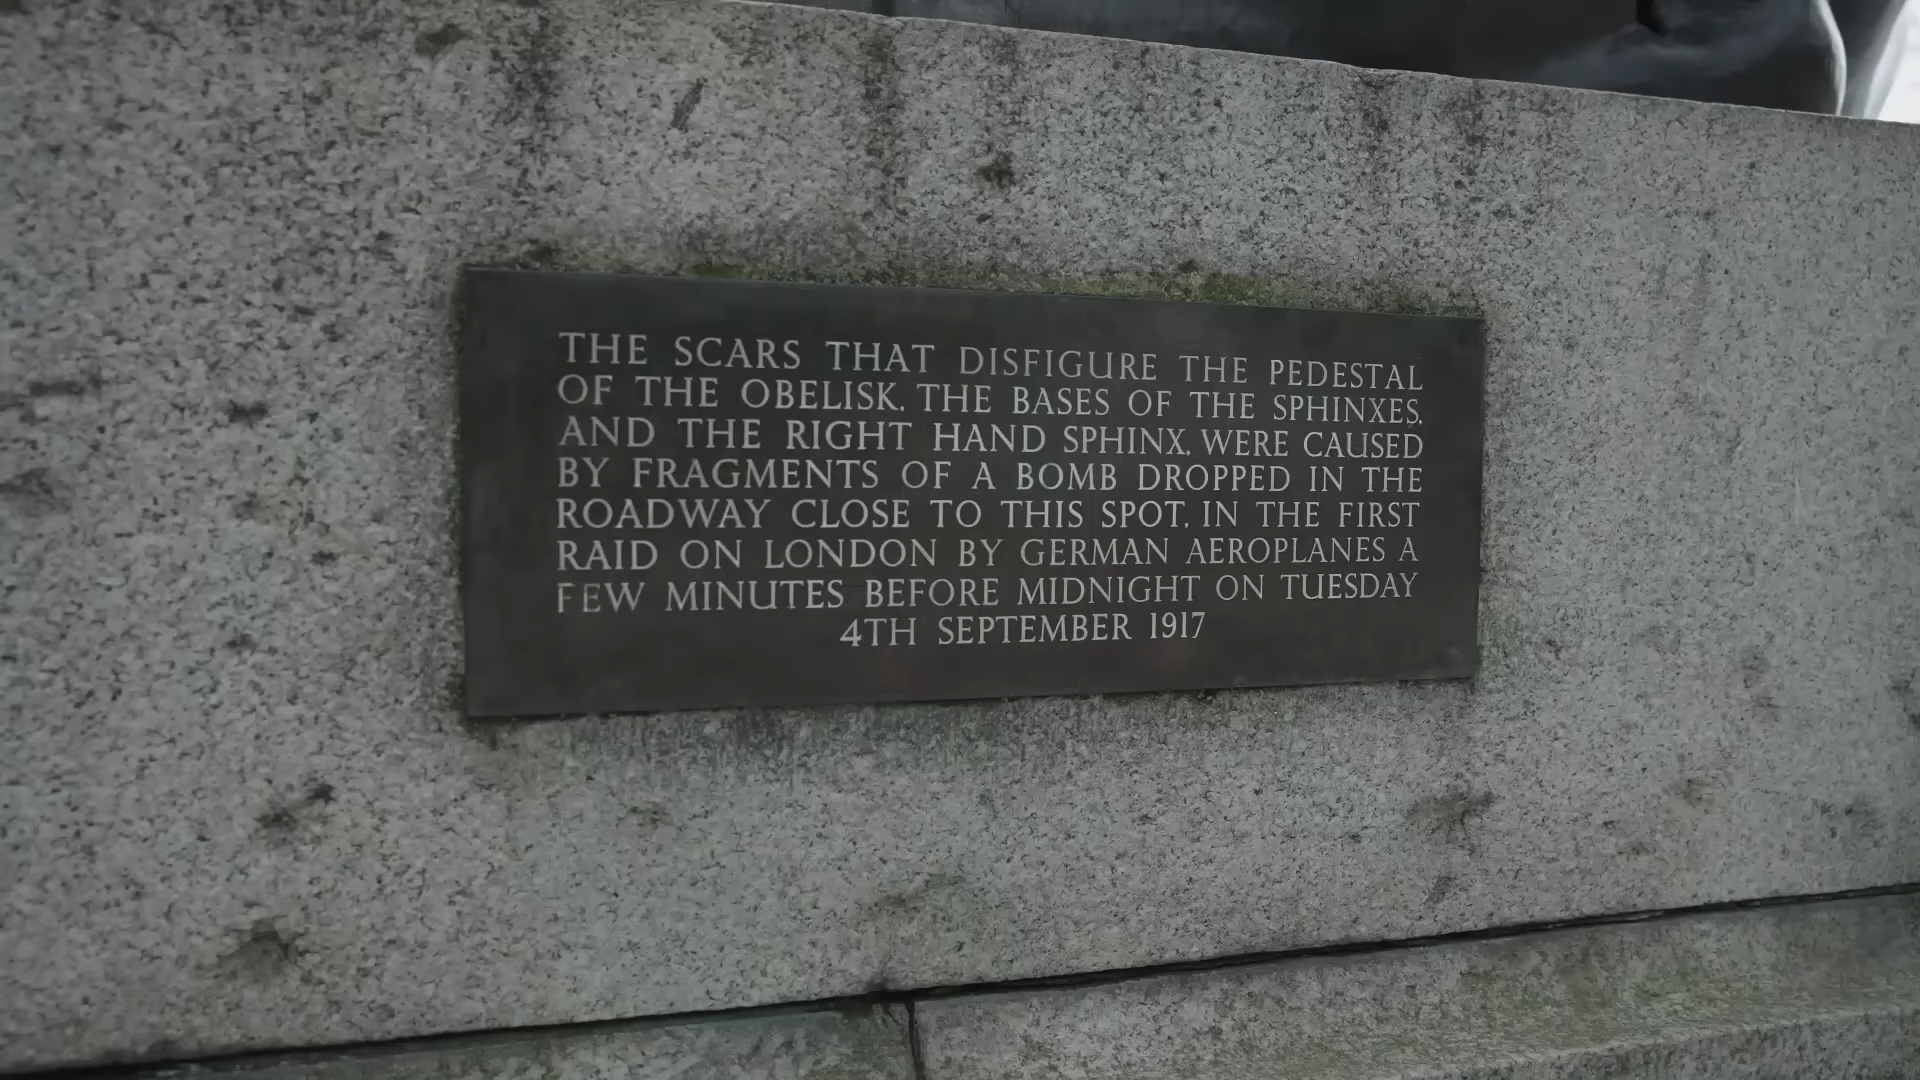 THE SCARS THAT DISFIGURE THE PEDESTAL
OF THE OBELISK, THE BASES OF THE SPHINXES,
AND THE RIGHT HAND SPHINX, WERE CAUSED
BY FRAGMENTS OF A BOMB DROPPED IN THE
ROADWAY CLOSE TO THIS SPOT, IN THE FIRST
RAID ON LONDON BY GERMAN AEROPLANES A
FEW MINUTES BEFORE MIDNIGHT ON TUESDAY
4TH SEPTEMBER 1917